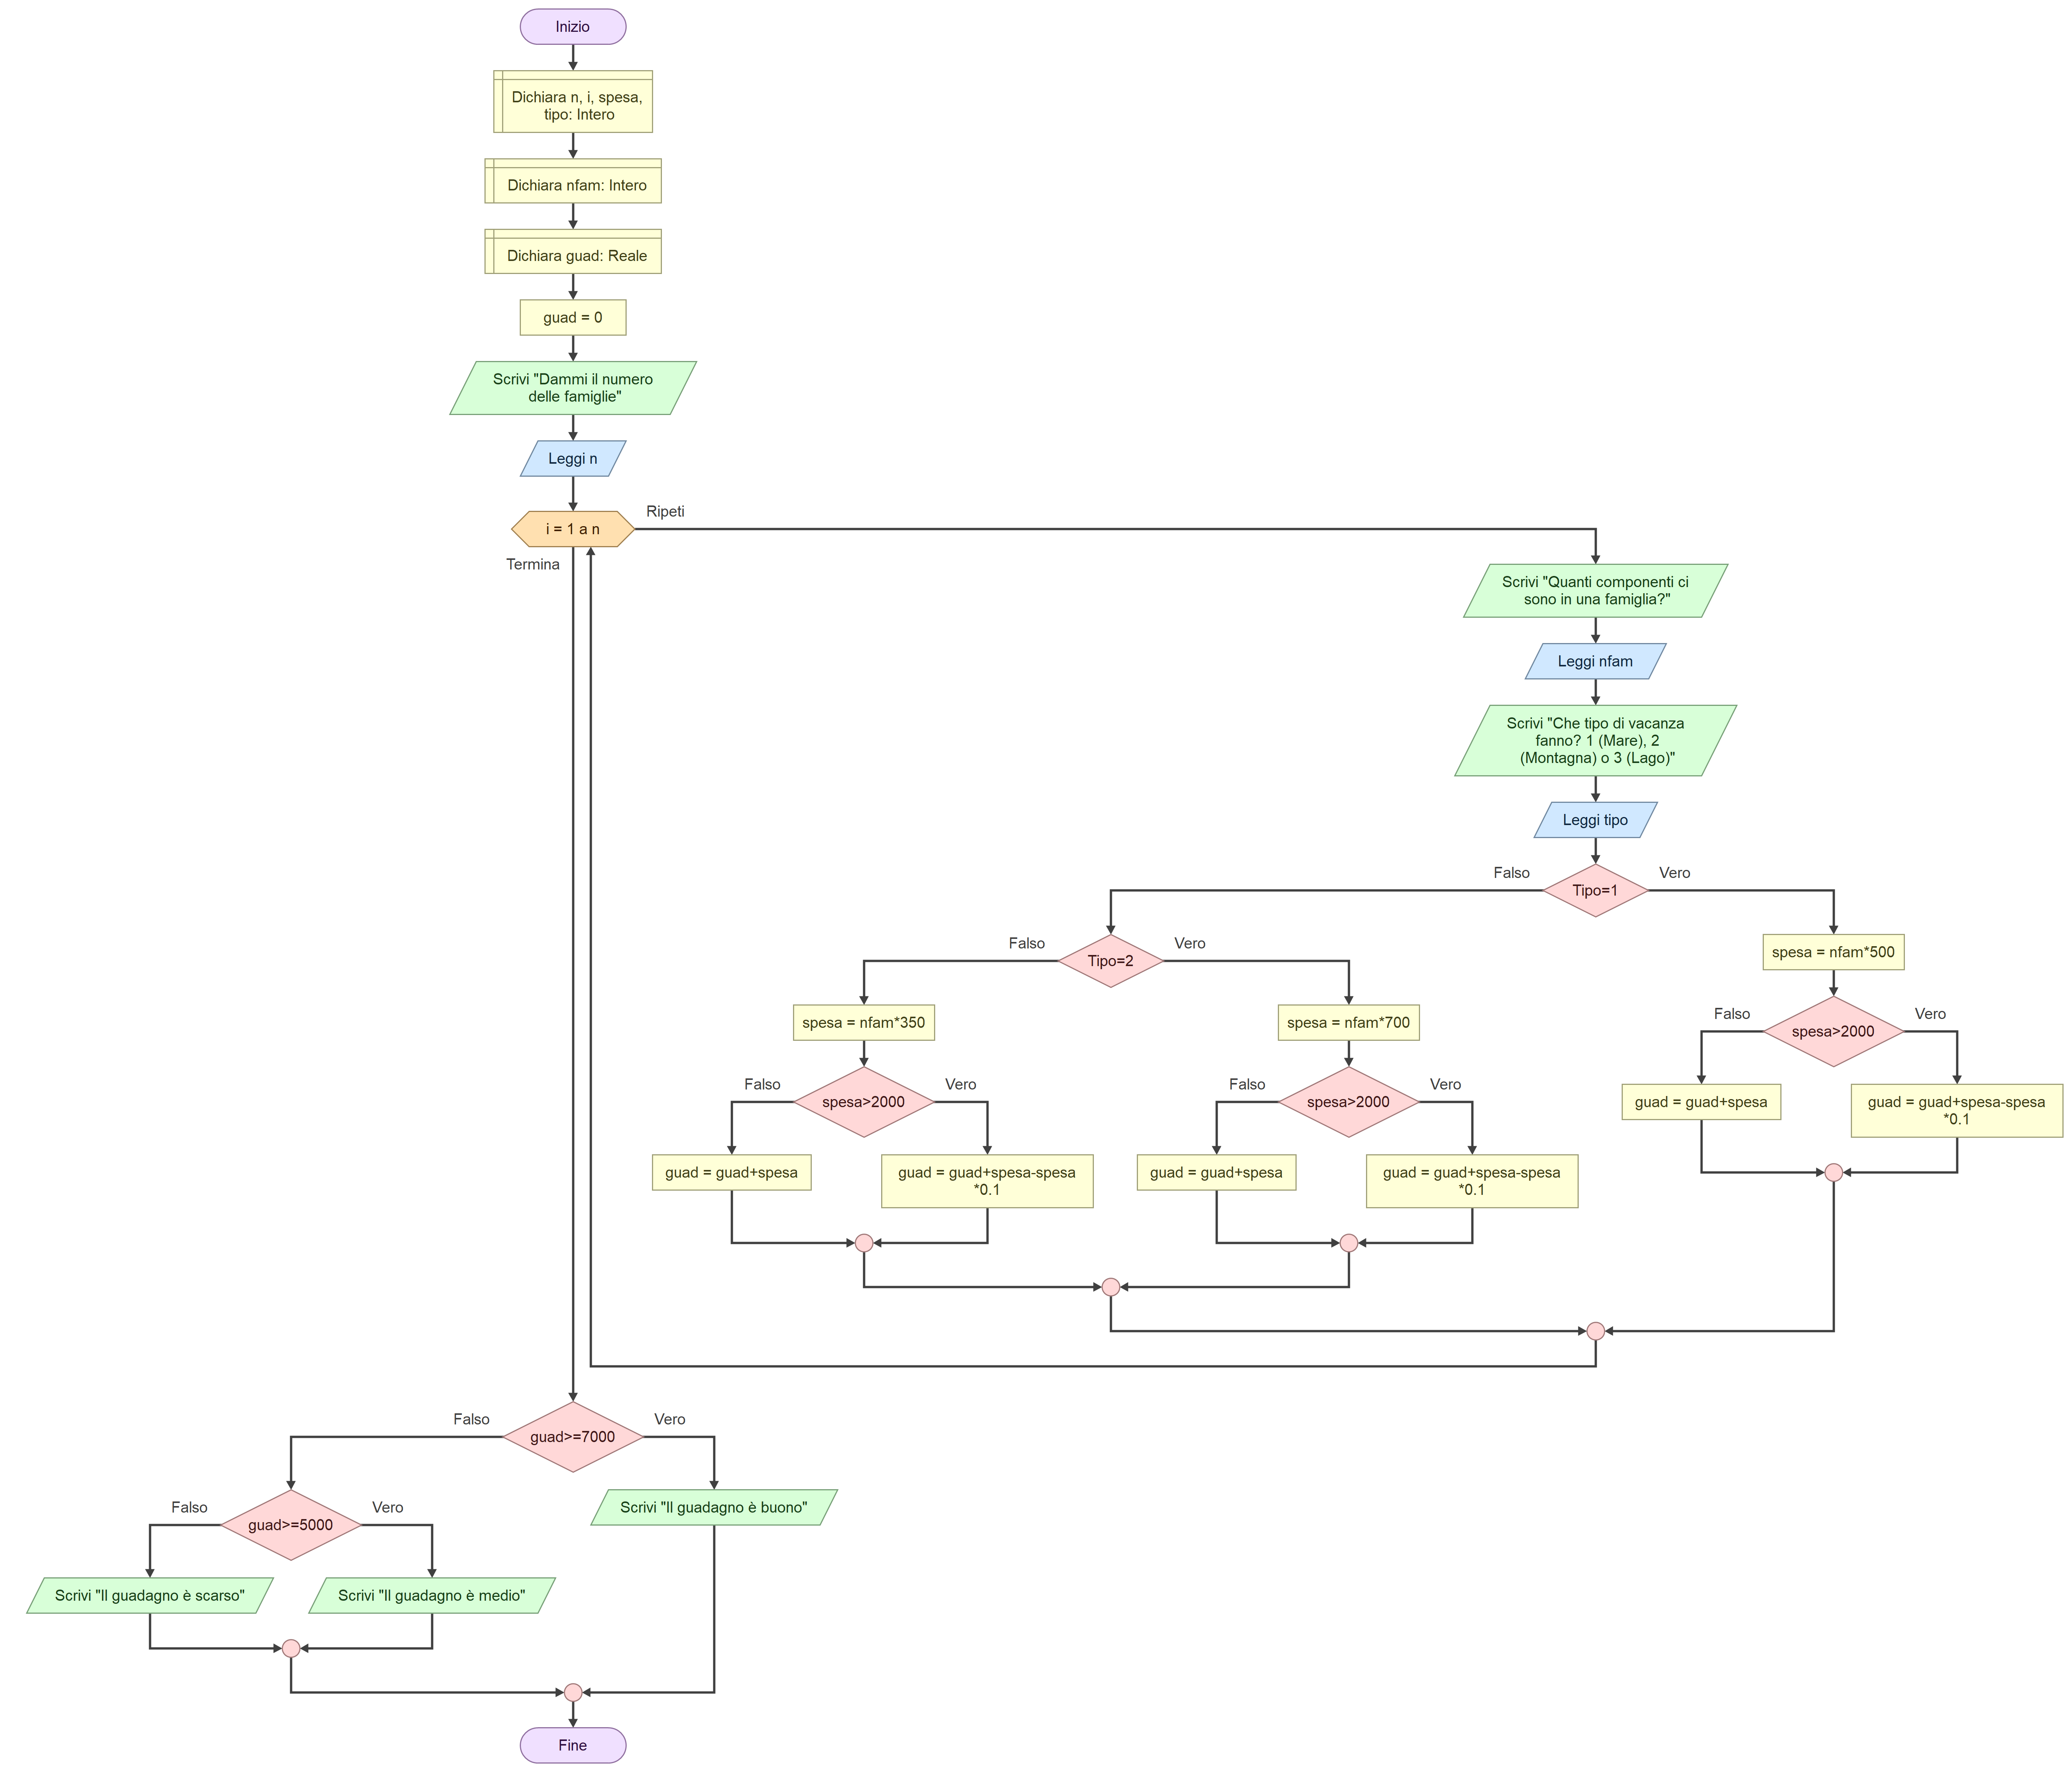 Inizio
Dichiara n, i, spesa,
tipo: Intero
Dichiara nfam: Intero
Dichiara guad: Reale
guad = 0
Scrivi "Dammi il numero
delle famiglie"
Leggi n
i = 1 a n
Ripeti
Termina
Scrivi "Quanti componenti ci
sono in una famiglia?"
Leggi nfam
Scrivi "Che tipo di vacanza
fanno? 1 (Mare), 2
(Montagna) o 3 (Lago)"
Leggi tipo
Falso
Tipo=1
Vero
Falso
Tipo=2
Vero
spesa = nfam*350
Falso
spesa>2000
Vero
guad = guad+spesa
guad = guad+spesa-spesa
*0.1
spesa = nfam*700
Falso
spesa>2000
Vero
guad = guad+spesa
guad = guad+spesa-spesa
*0.1
spesa = nfam*500
Falso
spesa>2000
Vero
guad = guad+spesa
guad = guad+spesa-spesa
*0.1
Falso
guad>=7000
Vero
Falso
guad>=5000
Vero
Scrivi "Il guadagno è buono"
Scrivi "Il guadagno è scarso"
Scrivi "Il guadagno è medio"
Fine